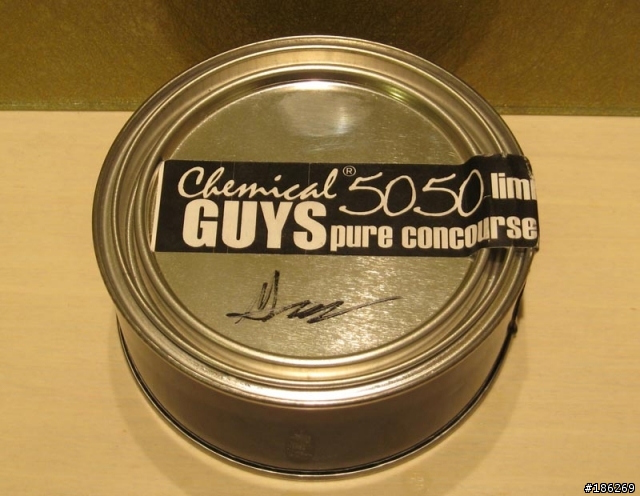 Chemical® 5050 limi
GUYS pure concourse
#186269